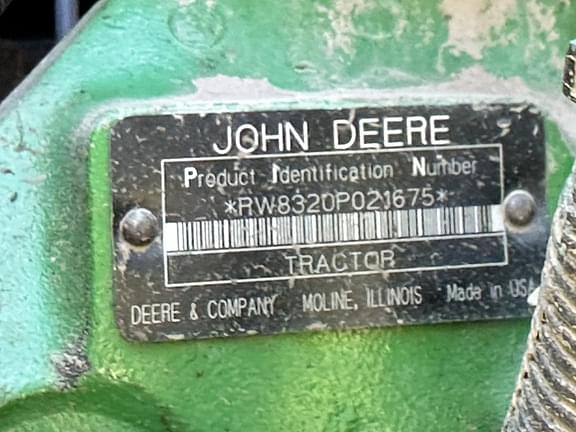 JOHN DEERE
Product Identification Number
*RW8320P021675*
TRACTOR
DEERE & COMPANY MOLINE, ILLINOIS Made in USA